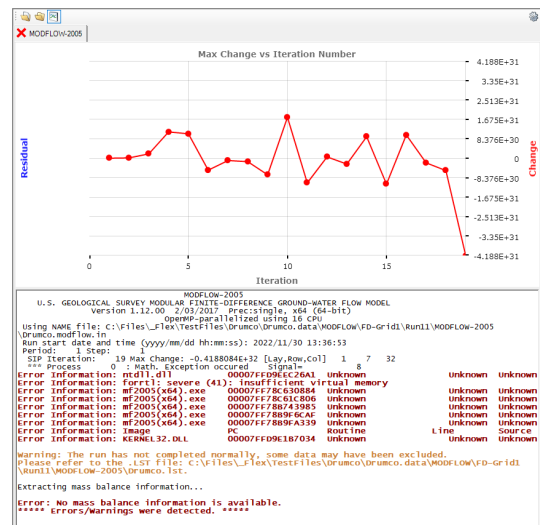 MODFLOW-2005
Max Change vs Iteration Number
4.188E+31
3.35E+31
2.513E+31
1.675E+31
8.376E+30
0
-8.376E+30
-1.675E+31
-2.513E+31
-3.35E+31
-4.188E+31
Residual
Change
0 5 10 15
Iteration
MODFLOW-2005
U.S. GEOLOGICAL SURVEY MODULAR FINITE-DIFFERENCE GROUND-WATER FLOW MODEL
Version 1.12.00 2/03/2017 Prec:single, x64 (64-bit)
OpenMP-parallelized using 16 CPU
Using NAME file: C:\Files\_Flex\TestFiles\Drumco\Drumco.data\MODFLOW\FD-Grid1\Run11\MODFLOW-2005
\Drumco.modflow.in
Run start date and time (yyyy/mm/dd hh:mm:ss): 2022/11/30 13:36:53
Period: 1 Step: 1
SIP Iteration: 19 Max Change: -0.4188084E+32 [Lay,Row,Col] 1 7 32
*** Process 0 : Math. Exception occured Signal= 8
Error Information: ntdll.dll 00007FFD9EEC26A1 Unknown Unknown Unknown
Error Information: forrtl: severe (41): insufficient virtual memory
Error Information: Image PC Routine Line Source
Error Information: mf2005(x64).exe 00007FF78C630884 Unknown Unknown Unknown
Error Information: mf2005(x64).exe 00007FF78C61C806 Unknown Unknown Unknown
Error Information: mf2005(x64).exe 00007FF78B743985 Unknown Unknown Unknown
Error Information: mf2005(x64).exe 00007FF78B9F6CAF Unknown Unknown Unknown
Error Information: mf2005(x64).exe 00007FF78B9FA339 Unknown Unknown Unknown
Error Information: KERNEL32.DLL 00007FFD9E1B7034 Unknown Unknown Unknown
Warning: The run has not completed normally, some data may have been excluded.
Please refer to the .LST file: C:\Files\_Flex\TestFiles\Drumco\Drumco.data\MODFLOW\FD-Grid1
\Run11\MODFLOW-2005\Drumco.lst.
Extracting mass balance information...
Error: No mass balance information is available.
***** Errors/Warnings were detected. *****